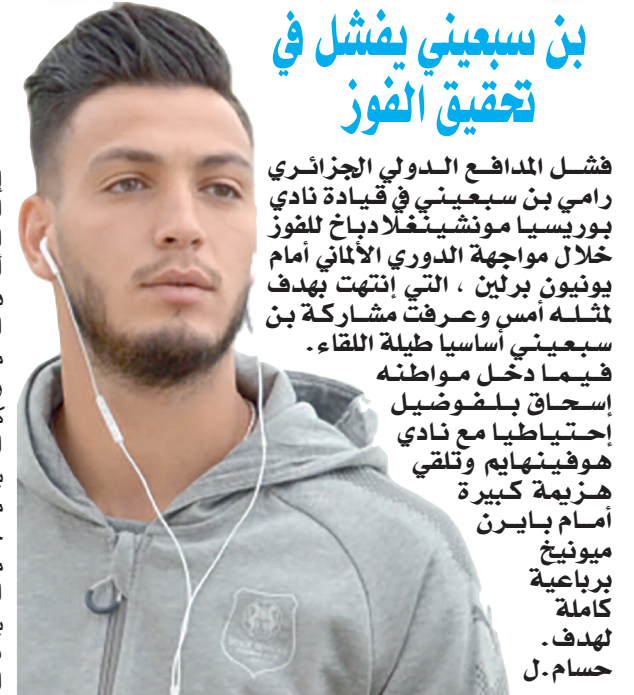 بن سبعيني يفشل في
تحقيق الفوز
فشل المدافع الدولي الجزائري
رامي بن سبعيني في قيادة نادي
بوريسيا مونشينغلادباخ للفوز
خلال مواجهة الدوري الألماني أمام
يونيون برلين ، التي إنتهت بهدف
لمثله أمس وعرفت مشاركة بن
سبعيني أساسيا طيلة اللقاء.
فيما دخل مواطنه
إسحاق بلفوضيل
إحتياطيا مع نادي
هوفينهايم وتلقي
هزيمة كبيرة
أمام بايرن
ميونيخ
برباعية
كاملة
لهدف.
حسام.ل